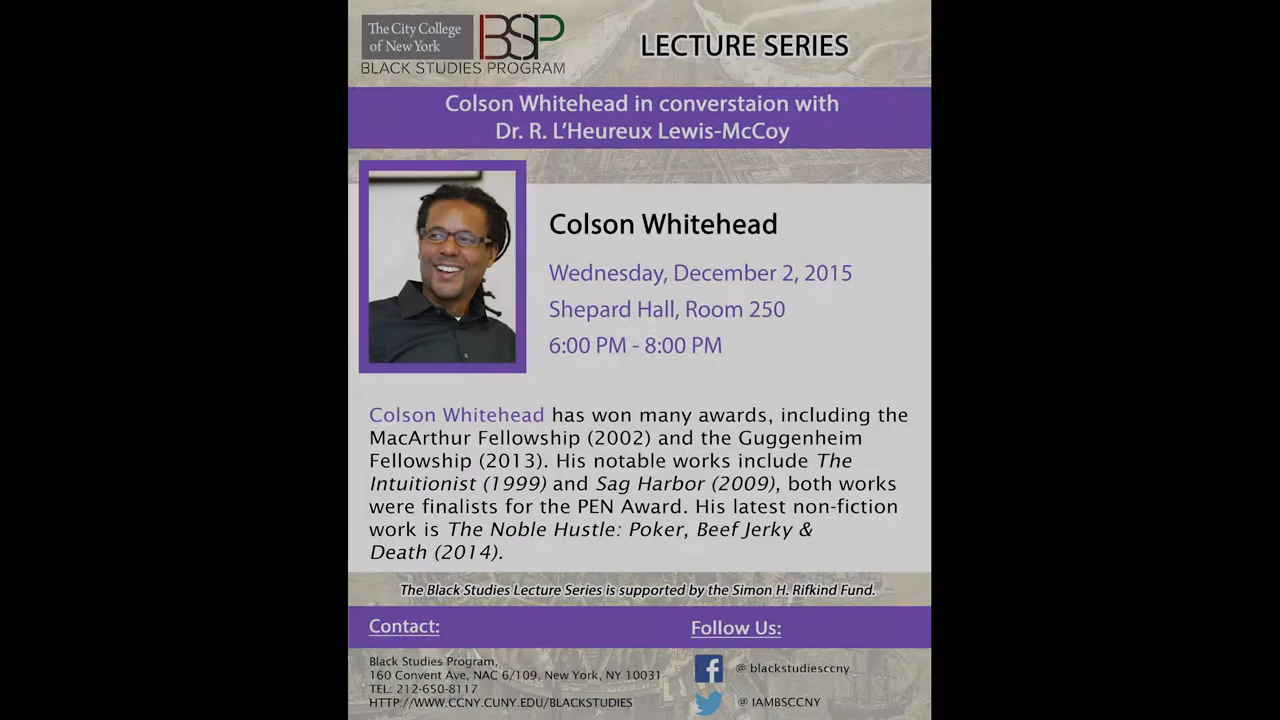 The City College
of New York
BSP
BLACK STUDIES PROGRAM
LECTURE SERIES
Colson Whitehead in converstaion with
Dr. R. L'Heureux Lewis-McCoy
Colson Whitehead
Wednesday, December 2, 2015
Shepard Hall, Room 250
6:00 PM - 8:00 PM
Colson Whitehead has won many awards, including the
MacArthur Fellowship (2002) and the Guggenheim
Fellowship (2013). His notable works include The
Intuitionist (1999) and Sag Harbor (2009), both works
were finalists for the PEN Award. His latest non-fiction
work is The Noble Hustle: Poker, Beef Jerky &
Death (2014).
The Black Studies Lecture Series is supported by the Simon H. Rifkind Fund.
Contact:
Black Studies Program,
160 Convent Ave, NAC 6/109, New York, NY 10031
TEL: 212-650-8117
HTTP://WWW.CCNY.CUNY.EDU/BLACKSTUDIES
Follow Us:
@ blackstudiesccny
@ IAMBSCCNY